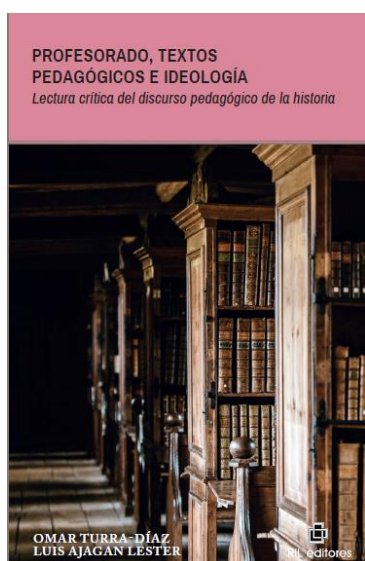 PROFESORADO, TEXTOS
PEDAGÓGICOS E IDEOLOGÍA
Lectura crítica del discurso pedagógico de la historia
OMAR TURRA-DÍAZ
LUIS AJAGAN LESTER
RIL editores